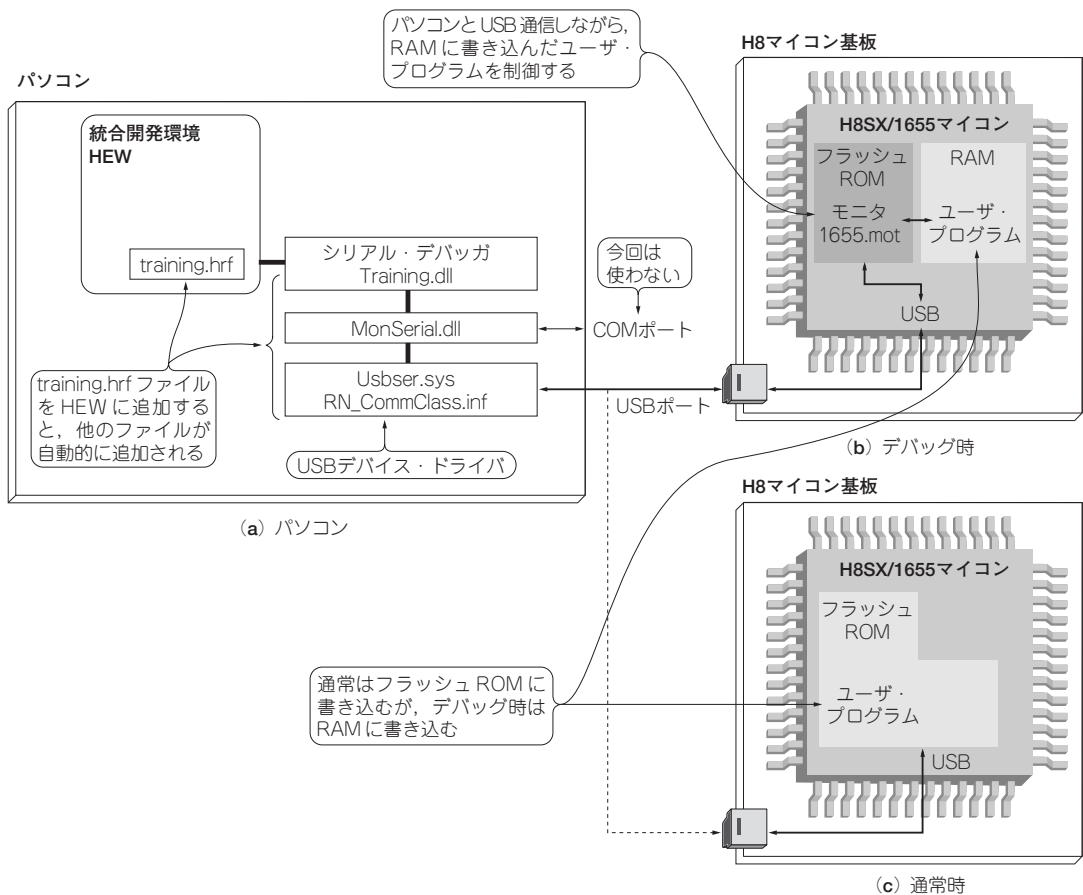 パソコンとUSB通信しながら，
RAMに書き込んだユーザ・
プログラムを制御する
パソコン
統合開発環境
HEW
training.hrf
シリアル・デバッガ
Training.dll
MonSerial.dll
Usbser.sys
RN_CommClass.inf
今回は
使わない
COMポート
USBポート
training.hrfファイル
をHEWに追加する
と，他のファイルが
自動的に追加される
USBデバイス・ドライバ
(a) パソコン
H8マイコン基板
H8SX/1655マイコン
フラッシュ
ROM
モニタ
1655.mot
RAM
ユーザ・
プログラム
USB
(b) デバッグ時
H8マイコン基板
H8SX/1655マイコン
フラッシュ
ROM
ユーザ・
プログラム
USB
通常はフラッシュROMに
書き込むが，デバッグ時は
RAMに書き込む
(c) 通常時